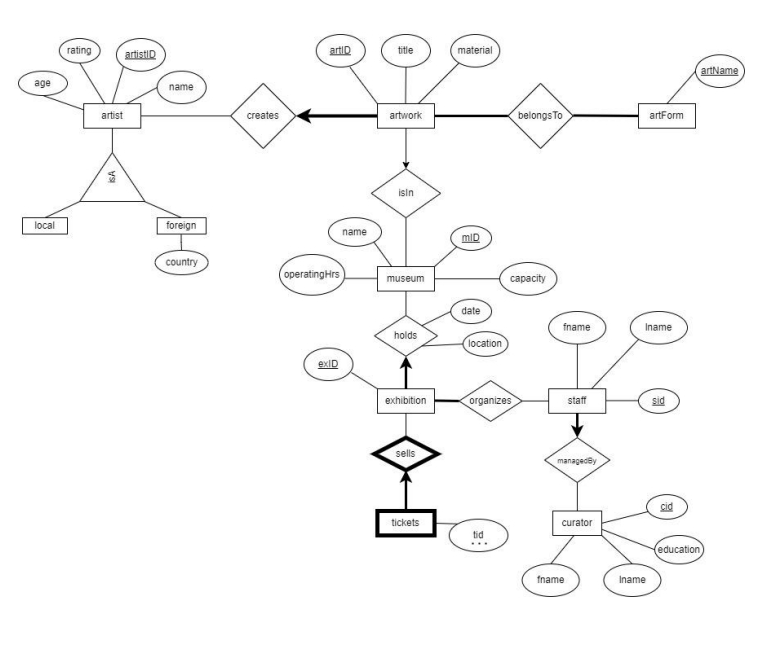 rating
artistID
age
name
artist
creates
artID
title
material
artwork
belongsTo
artName
artForm
isA
local
foreign
country
isIn
name
mID
operatingHrs
museum
capacity
holds
date
location
exID
exhibition
organizes
fname
lname
staff
sid
sells
managedBy
tickets
tid
...
curator
cid
education
fname
lname